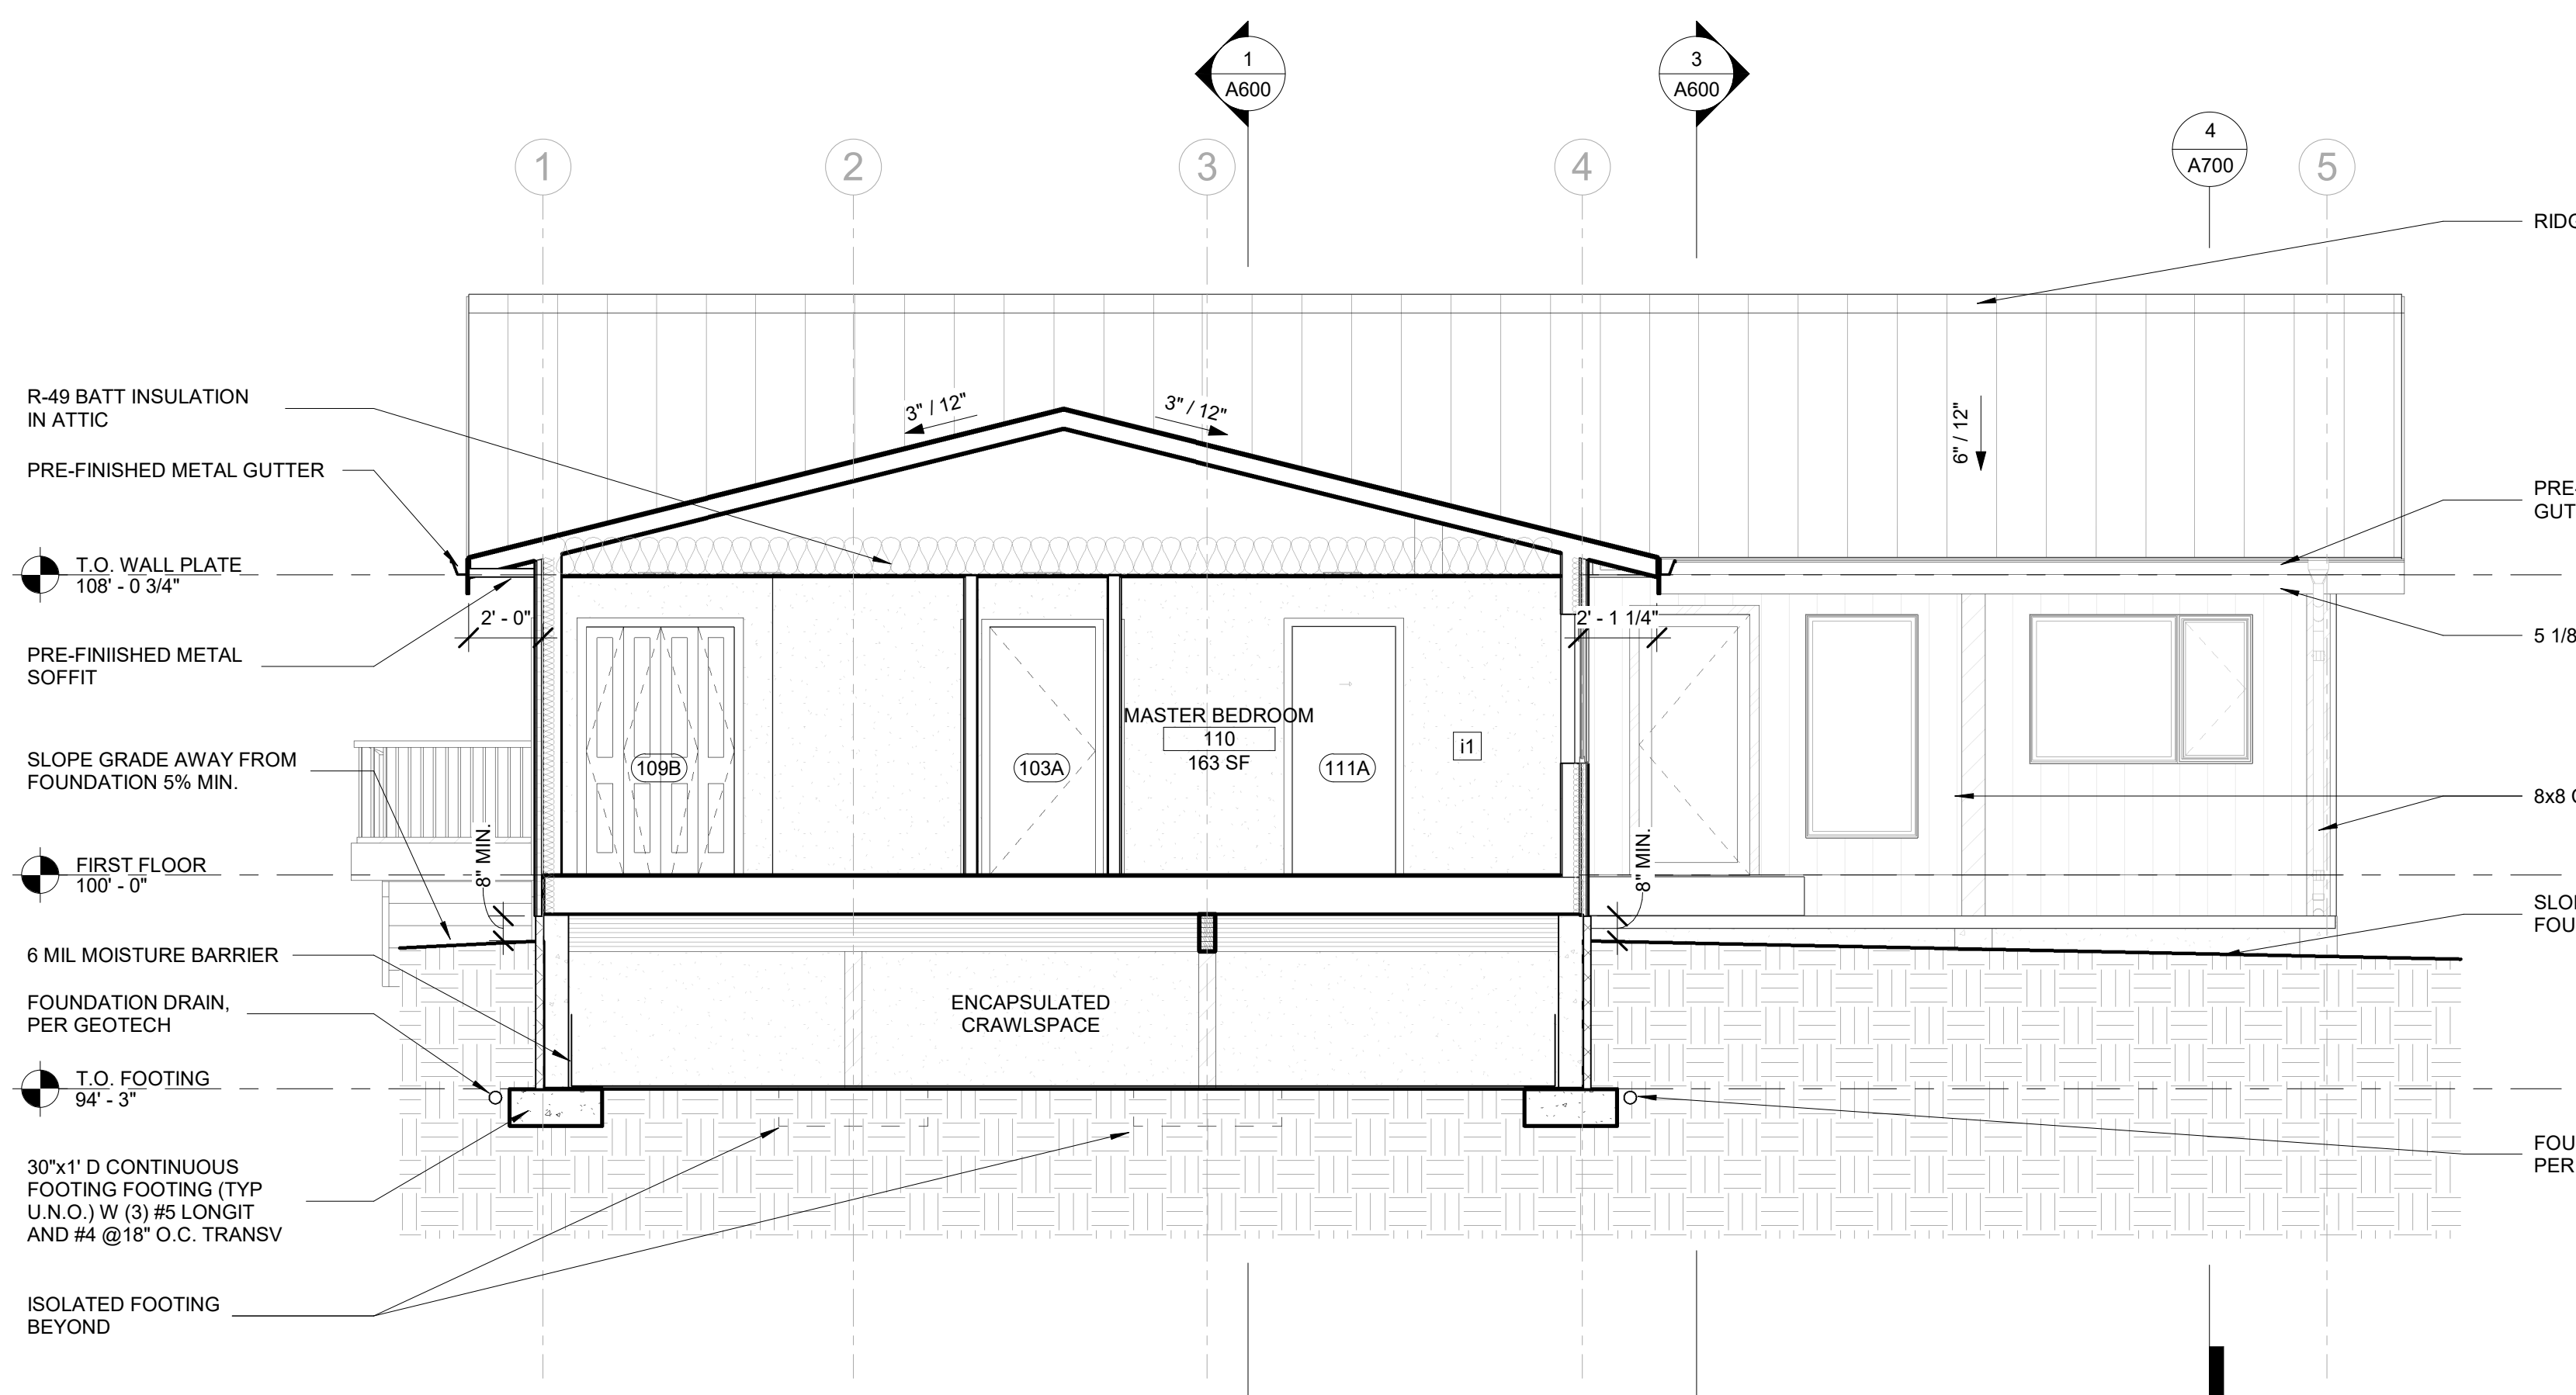 1
A600
3
A600
4
A700
1
2
3
4
5
RIDG
R-49 BATT INSULATION
IN ATTIC
3" / 12"
3" / 12"
6" / 12"
PRE-FINISHED METAL GUTTER
PRE-
GUT
T.O. WALL PLATE
108' - 0 3/4"
2' - 0"
2' - 1 1/4"
PRE-FINIISHED METAL
SOFFIT
5 1/8
MASTER BEDROOM
110
163 SF
i1
109B
103A
111A
SLOPE GRADE AWAY FROM
FOUNDATION 5% MIN.
8x8 C
8" MIN.
8" MIN.
FIRST FLOOR
100' - 0"
SLO
FOU
6 MIL MOISTURE BARRIER
FOUNDATION DRAIN,
PER GEOTECH
ENCAPSULATED
CRAWLSPACE
T.O. FOOTING
94' - 3"
30"x1' D CONTINUOUS
FOOTING FOOTING (TYP
U.N.O.) W (3) #5 LONGIT
AND #4 @18" O.C. TRANSV
FOU
PER
ISOLATED FOOTING
BEYOND